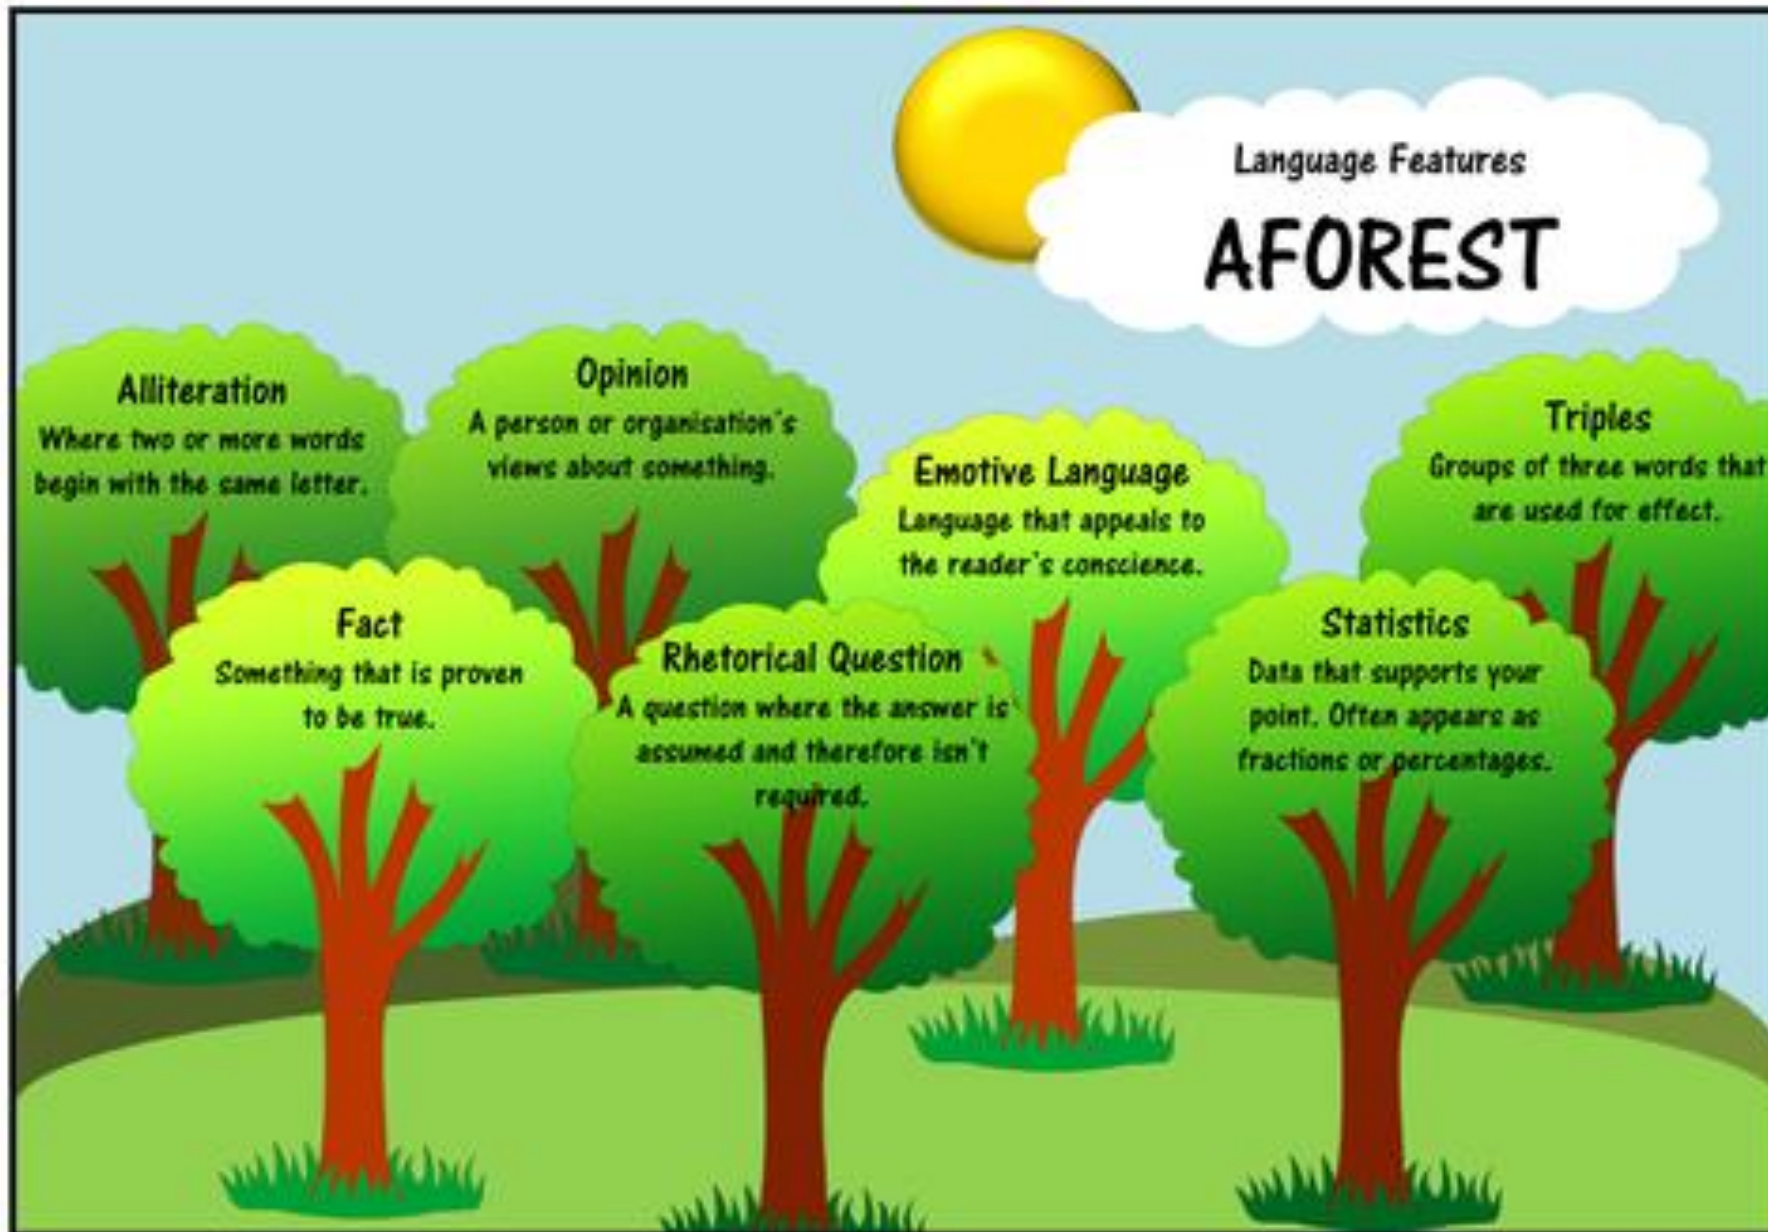 Language Features
AFOREST
Alliteration
Where two or more words
begin with the same letter.
Fact
Something that is proven
to be true.
Opinion
A person or organisation's
views about something.
Rhetorical Question
A question where the answer is
assumed and therefore isn't
required.
Emotive Language
Language that appeals to
the reader's conscience.
Statistics
Data that supports your
point. Often appears as
fractions or percentages.
Triples
Groups of three words that
are used for effect.